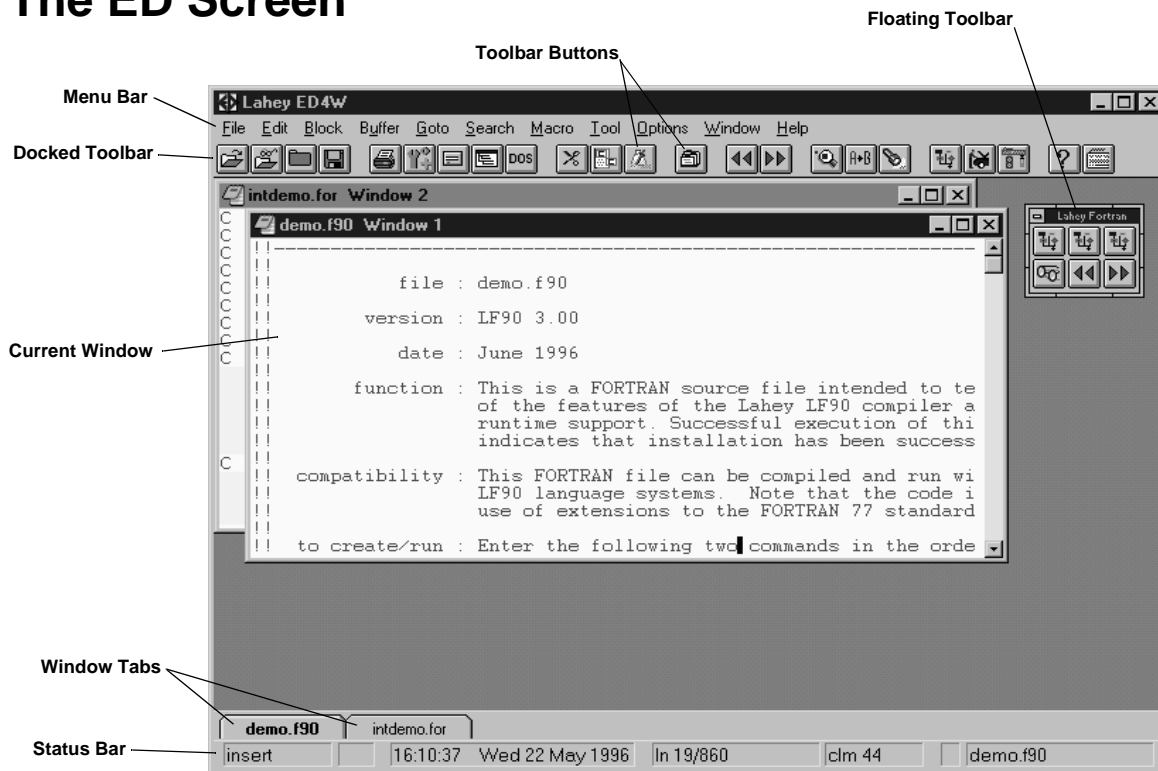 The ED Screen
Floating Toolbar
Toolbar Buttons
Menu Bar
Lahey ED4W
File Edit Block Buffer Goto Search Macro Tool Options Window Help
Docked Toolbar
DOS A+B ?
intdemo.for Window 2
Lahey Fortran
demo.f90 Window 1
C
C
C
C
C
C
C
C
C
C
!!--------------------------------------------------------------
!!
!! file : demo.f90
!!
!! version : LF90 3.00
!!
Current Window
!! date : June 1996
!!
!! function : This is a FORTRAN source file intended to te
!! of the features of the Lahey LF90 compiler a
!! runtime support. Successful execution of thi
!! indicates that installation has been success
!!
!! compatibility : This FORTRAN file can be compiled and run wi
!! LF90 language systems. Note that the code i
!! use of extensions to the FORTRAN 77 standard
!!
!! to create/run : Enter the following two commands in the orde
Window Tabs
demo.f90 intdemo.for
Status Bar
insert 16:10:37 Wed 22 May 1996 ln 19/860 clm 44 demo.f90